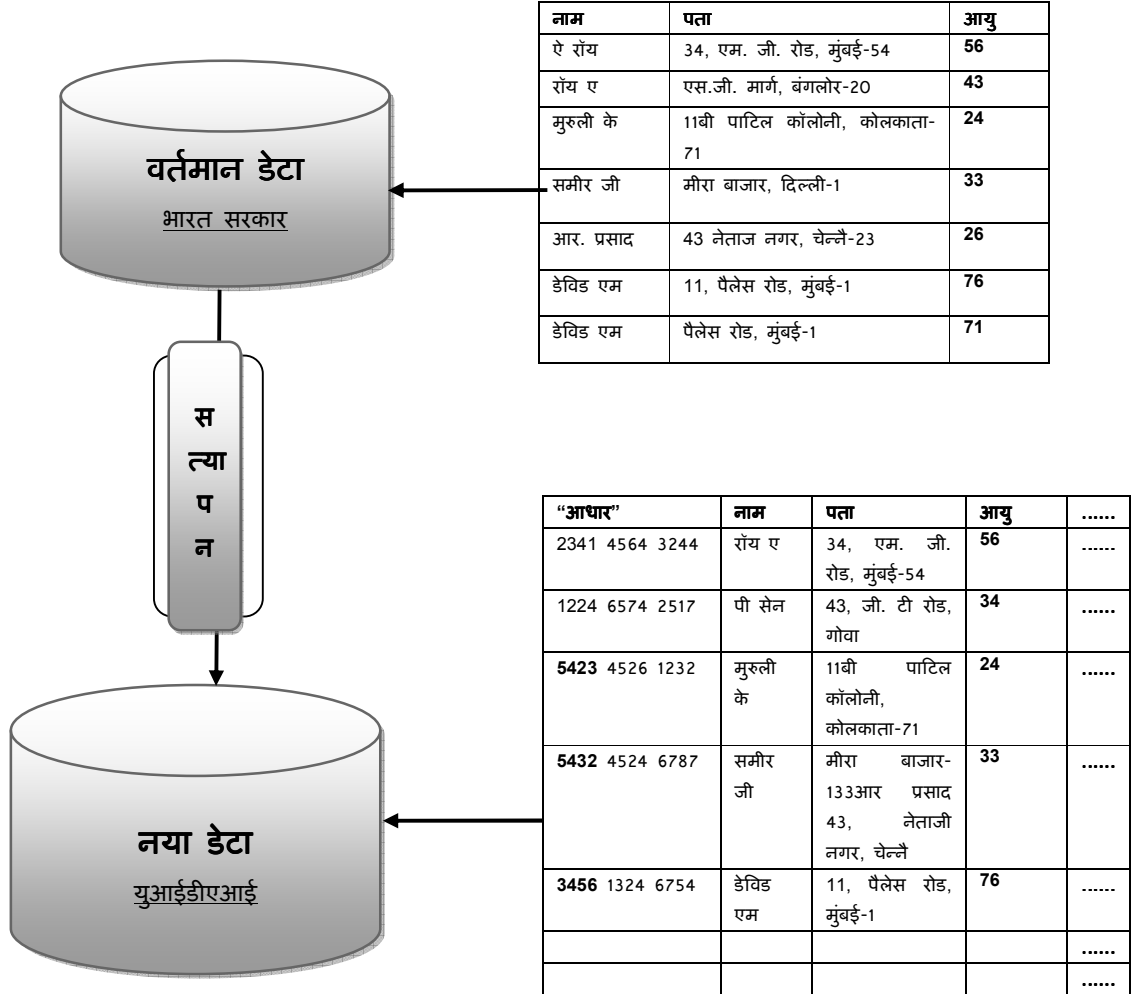 नाम पता आयु
ऐ रॉय 34, एम. जी. रोड, मुंबई-54 56
रॉय ए एस.जी. मार्ग, बंगलोर-20 43
मुरुली के 11बी पाटिल कॉलोनी, कोलकाता- 24
71
समीर जी मीरा बाजार, दिल्ली-1 33
आर. प्रसाद 43 नेताज नगर, चेन्नै-23 26
डेविड एम 11, पैलेस रोड, मुंबई-1 76
डेविड एम पैलेस रोड, मुंबई-1 71
वर्तमान डेटा
भारत सरकार
स
त्या
प
न
“आधार” नाम पता आयु ......
2341 4564 3244 रॉय ए 34, एम. जी. 56 ......
रोड, मुंबई-54
1224 6574 2517 पी सेन 43, जी. टी रोड, 34 ......
गोवा
5423 4526 1232 मुरुली 11बी पाटिल 24 ......
के कॉलोनी,
कोलकाता-71
5432 4524 6787 समीर मीरा बाजार- 33 ......
जी 133आर प्रसाद
43, नेताजी
नगर, चेन्नै
3456 1324 6754 डेविड 11, पैलेस रोड, 76 ......
एम मुंबई-1
......
......
नया डेटा
युआईडीएआई